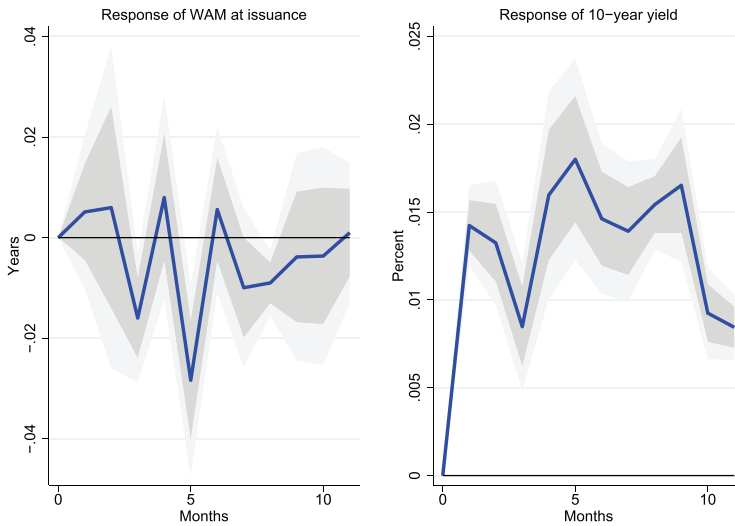 Response of WAM at issuance
.04
.02
0
−.02
−.04
Years
0
5
10
Months
Response of 10−year yield
.025
.02
.015
.01
.005
0
Percent
0
5
10
Months